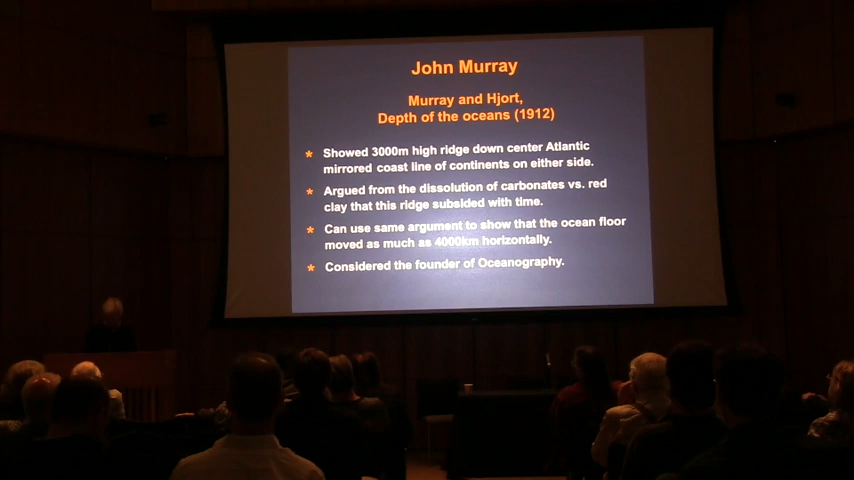 John Murray
Murray and Hjort,
Depth of the oceans (1912)
* Showed 3000m high ridge down center Atlantic
mirrored coast line of continents on either side.
* Argued from the dissolution of carbonates vs. red
clay that this ridge subsided with time.
* Can use same argument to show that the ocean floor
moved as much as 4000km horizontally.
* Considered the founder of Oceanography.